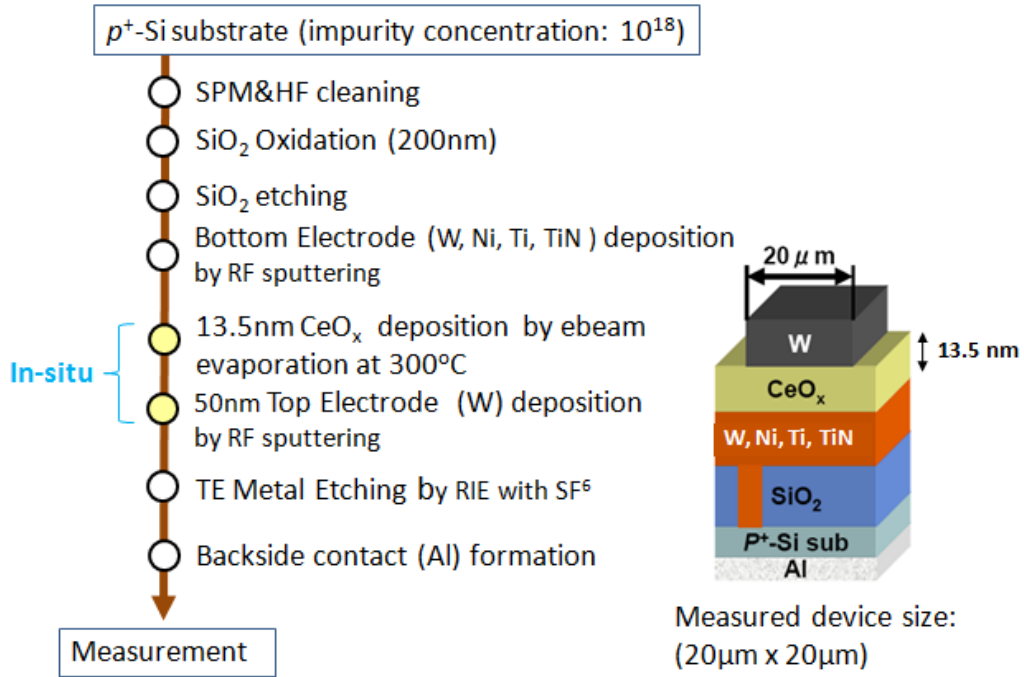 p⁺-Si substrate (impurity concentration: 10¹⁸)
SPM&HF cleaning
SiO₂ Oxidation (200nm)
SiO₂ etching
Bottom Electrode (W, Ni, Ti, TiN ) deposition
by RF sputtering
In-situ
13.5nm CeOₓ deposition by ebeam
evaporation at 300°C
50nm Top Electrode (W) deposition
by RF sputtering
TE Metal Etching by RIE with SF⁶
Backside contact (Al) formation
Measurement
20 μ m
W
13.5 nm
CeOₓ
W, Ni, Ti, TiN
SiO₂
P⁺-Si sub
Al
Measured device size:
(20µm x 20µm)